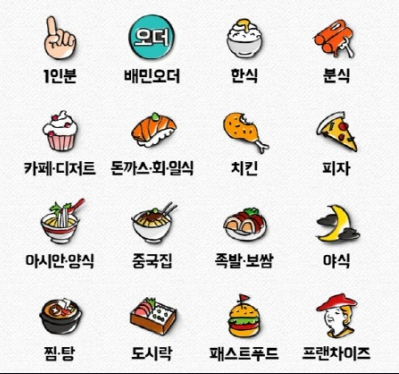 오더
1인분 배민오더 한식 분식
카페·디저트 돈까스·회·일식 치킨 피자
아시안·양식 중국집 족발·보쌈 야식
찜·탕 도시락 패스트푸드 프랜차이즈